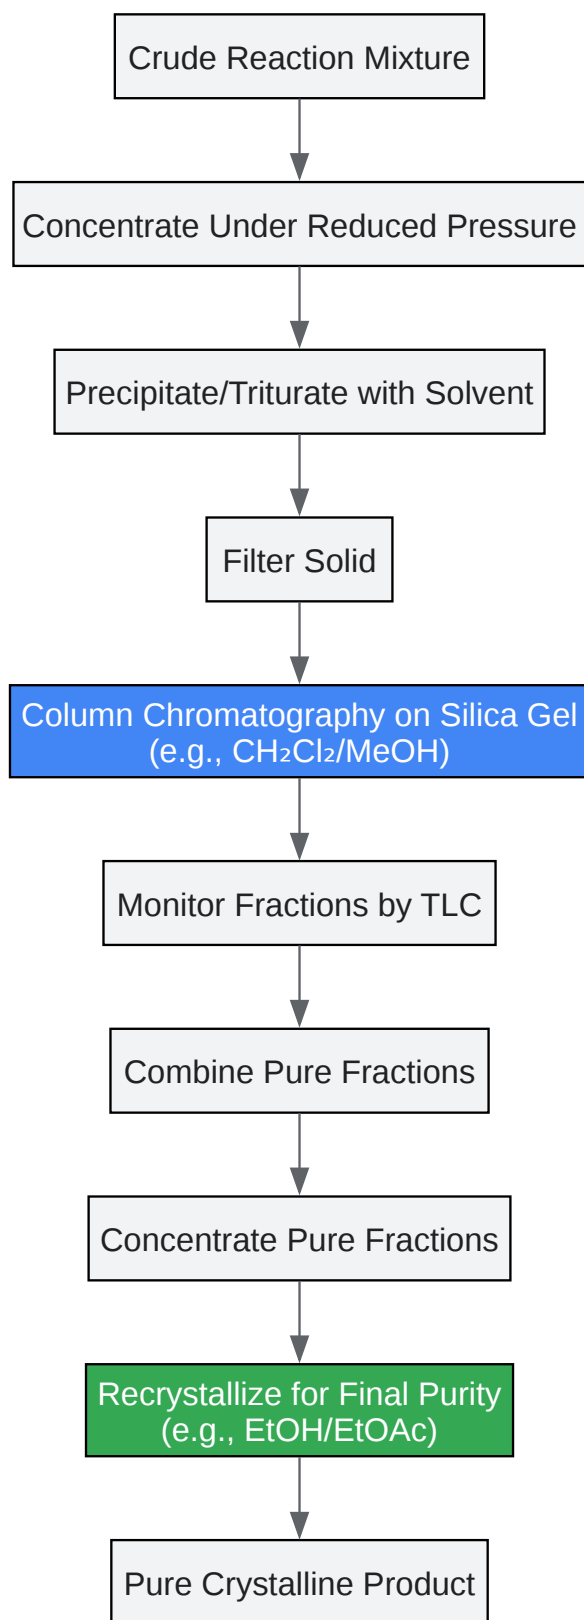 Crude Reaction Mixture
Concentrate Under Reduced Pressure
Precipitate/Triturate with Solvent
Filter Solid
Column Chromatography on Silica Gel
(e.g., CH₂Cl₂/MeOH)
Monitor Fractions by TLC
Combine Pure Fractions
Concentrate Pure Fractions
Recrystallize for Final Purity
(e.g., EtOH/EtOAc)
Pure Crystalline Product